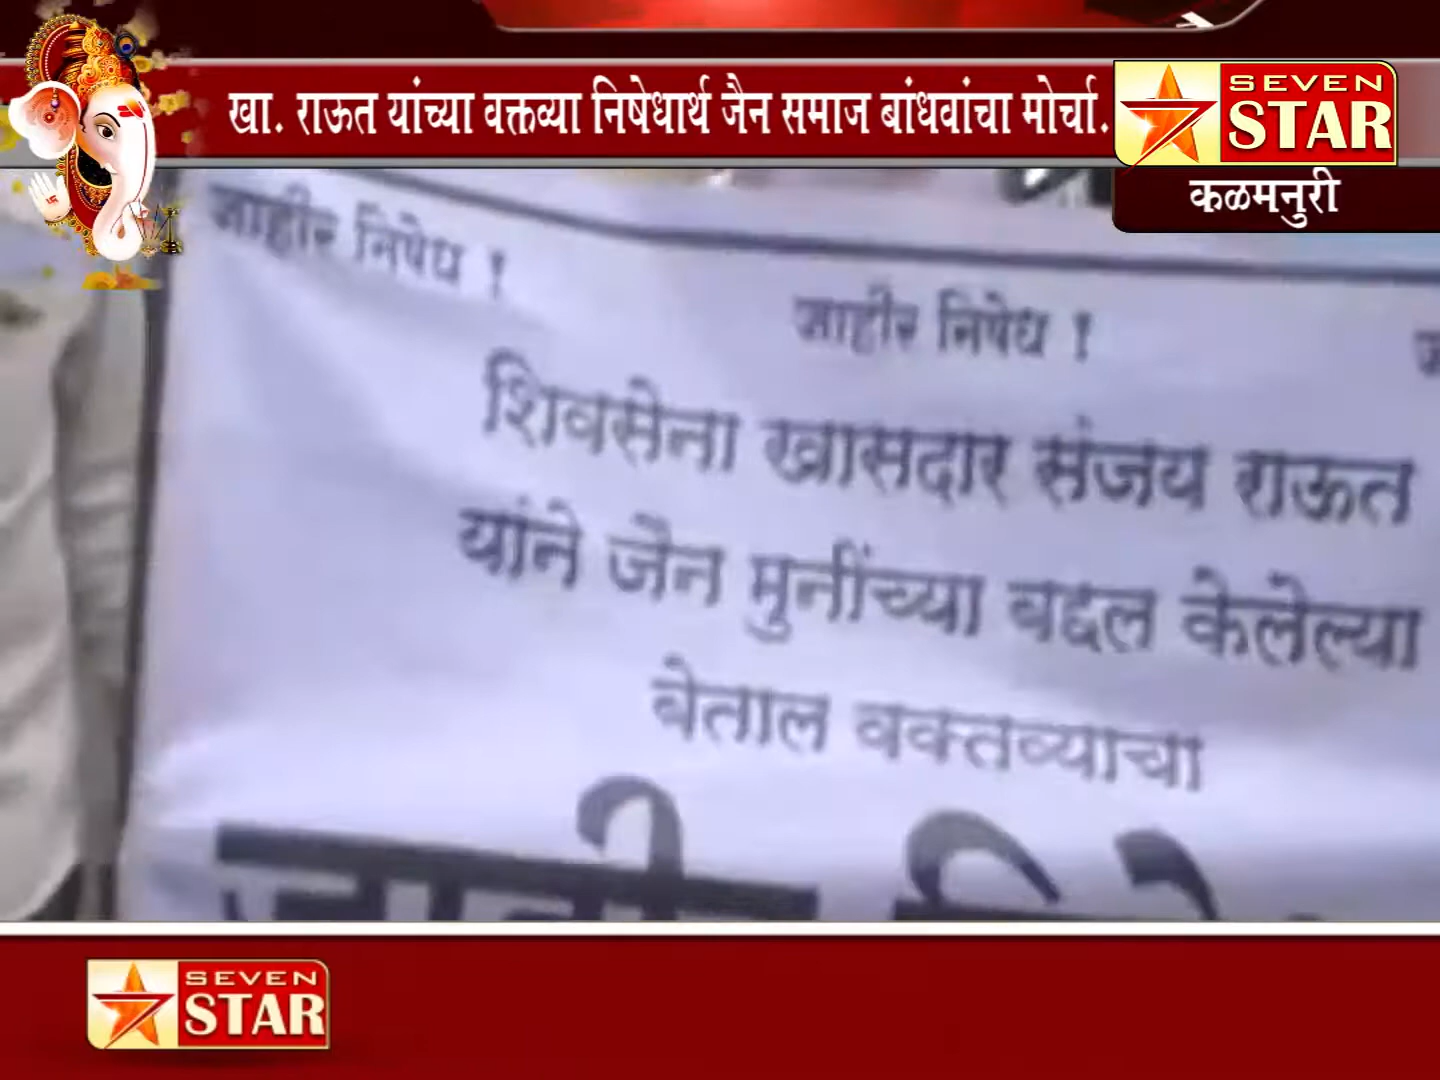 खा. राऊत यांच्या वक्तव्या निषेधार्थ जैन समाज बांधवांचा मोर्चा.
SEVEN
STAR
कळमनुरी
जाहीर निषेध !
जाहीर निषेध !
शिवसेना खासदार संजय राऊत
यांने जैन मुनींच्या बद्दल केलेल्या
बेताल वक्तव्याचा
SEVEN
STAR